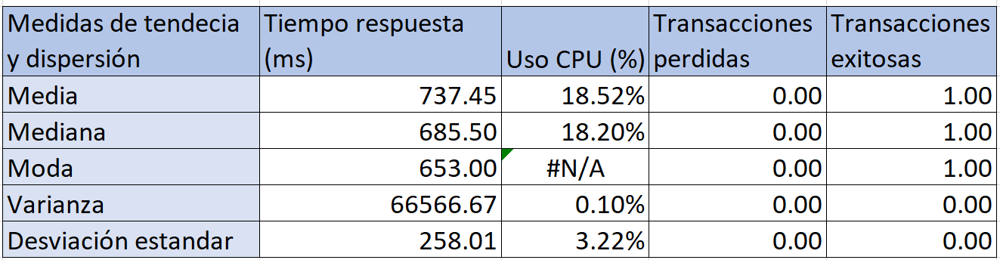 Medidas de tendecia y dispersión Tiempo respuesta (ms) Uso CPU (%) Transacciones perdidas Transacciones exitosas
Media 737.45 18.52% 0.00 1.00
Mediana 685.50 18.20% 0.00 1.00
Moda 653.00 #N/A 0.00 1.00
Varianza 66566.67 0.10% 0.00 0.00
Desviación estandar 258.01 3.22% 0.00 0.00